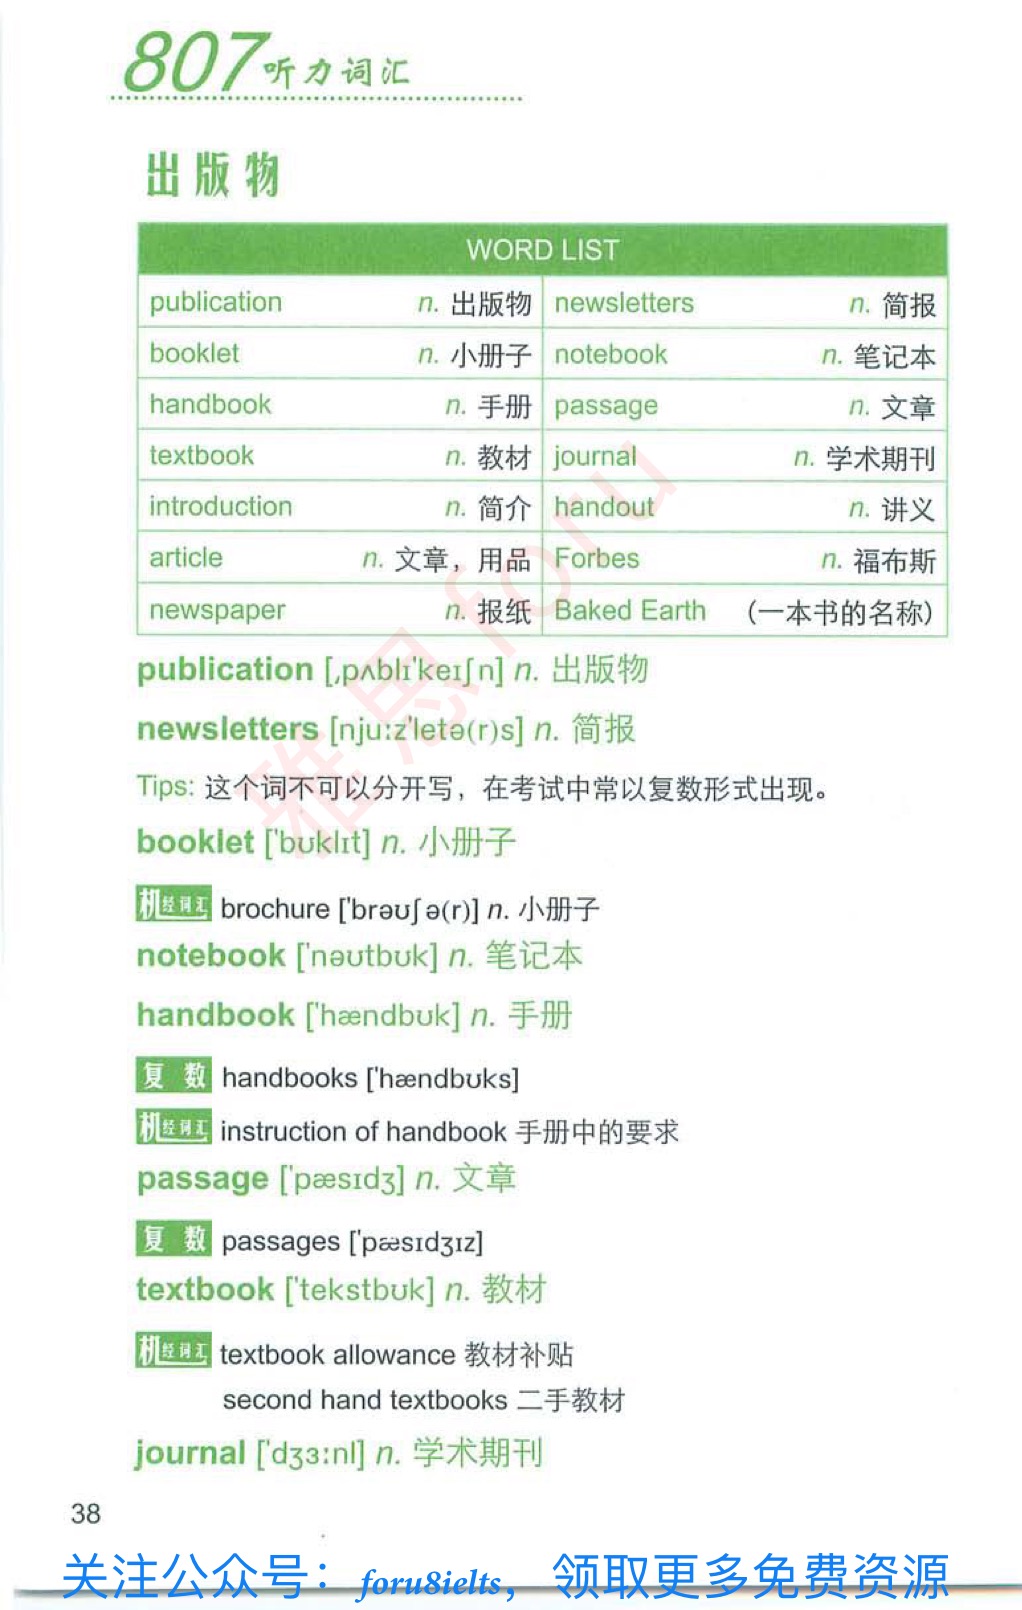 807听力词汇
出版物
WORD LIST
publication n. 出版物 newsletters n. 简报
booklet n. 小册子 notebook n. 笔记本
handbook n. 手册 passage n. 文章
textbook n. 教材 journal n. 学术期刊
introduction n. 简介 handout n. 讲义
article n. 文章，用品 Forbes n. 福布斯
newspaper n. 报纸 Baked Earth （一本书的名称）
publication [ˌpʌblɪˈkeɪʃn] n. 出版物
newsletters [njuːzˈletə(r)s] n. 简报
Tips: 这个词不可以分开写，在考试中常以复数形式出现。
booklet [ˈbʊklɪt] n. 小册子
机经词汇 brochure [ˈbrəʊʃə(r)] n. 小册子
notebook [ˈnəʊtbʊk] n. 笔记本
handbook [ˈhændbʊk] n. 手册
复数 handbooks [ˈhændbʊks]
机经词汇 instruction of handbook 手册中的要求
passage [ˈpæsɪdʒ] n. 文章
复数 passages [ˈpæsɪdʒɪz]
textbook [ˈtekstbʊk] n. 教材
机经词汇 textbook allowance 教材补贴
second hand textbooks 二手教材
journal [ˈdʒɜːnl] n. 学术期刊
38
关注公众号：foru8ielts，领取更多免费资源
雅思foru